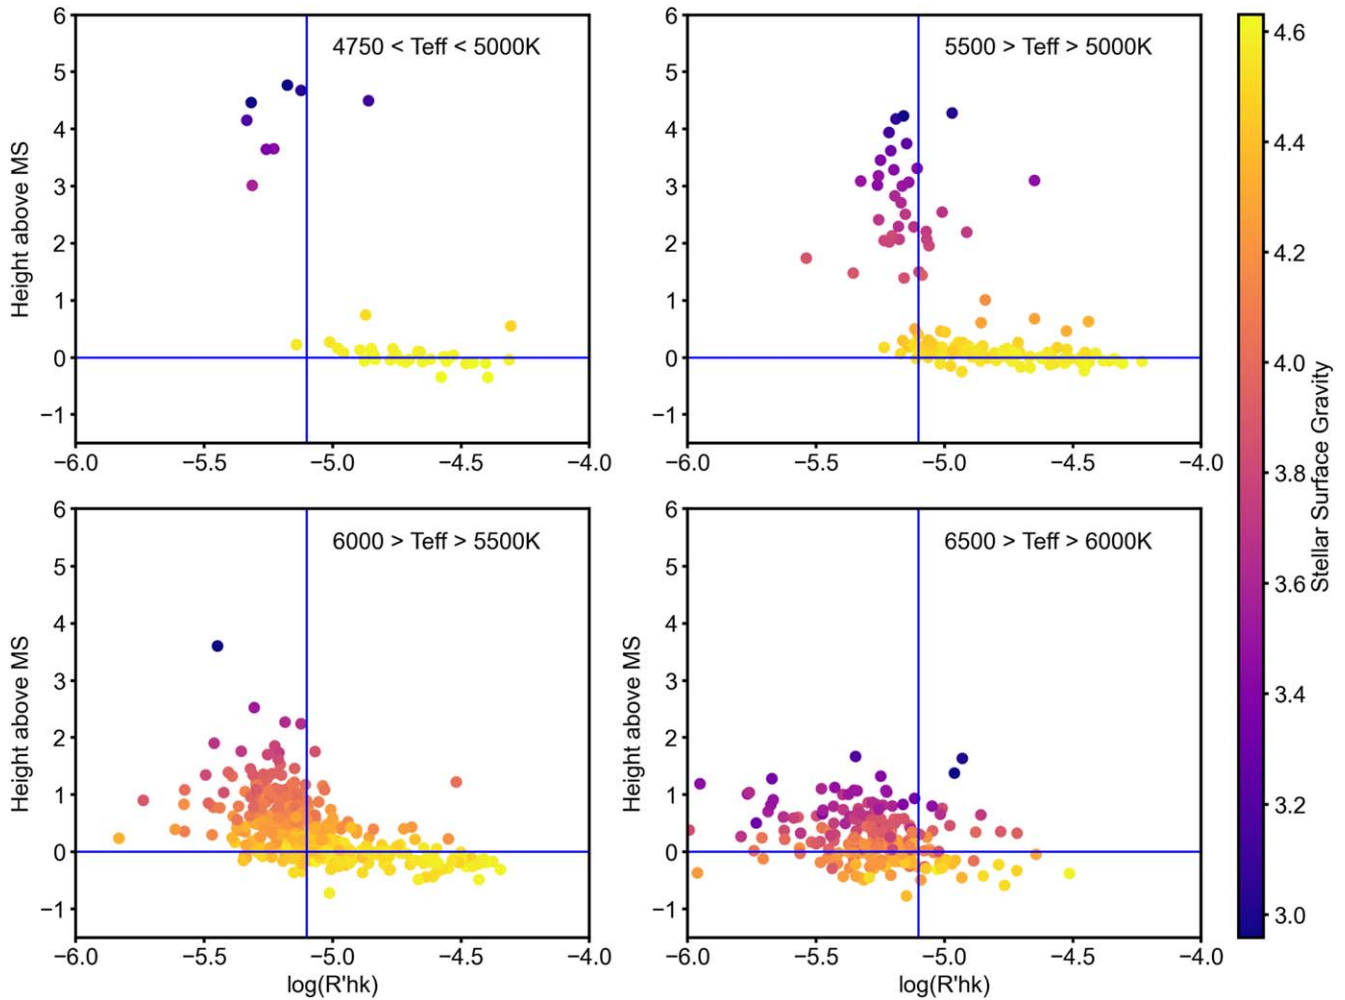 4750 < Teff < 5000K
Height above MS
6
5
4
3
2
1
0
−1
−6.0 −5.5 −5.0 −4.5 −4.0
5500 > Teff > 5000K
6
5
4
3
2
1
0
−1
−6.0 −5.5 −5.0 −4.5 −4.0
6000 > Teff > 5500K
Height above MS
6
5
4
3
2
1
0
−1
−6.0 −5.5 −5.0 −4.5 −4.0
log(R'hk)
6500 > Teff > 6000K
Height above MS
6
5
4
3
2
1
0
−1
−6.0 −5.5 −5.0 −4.5 −4.0
log(R'hk)
4.6
4.4
4.2
4.0
3.8
3.6
3.4
3.2
3.0
Stellar Surface Gravity